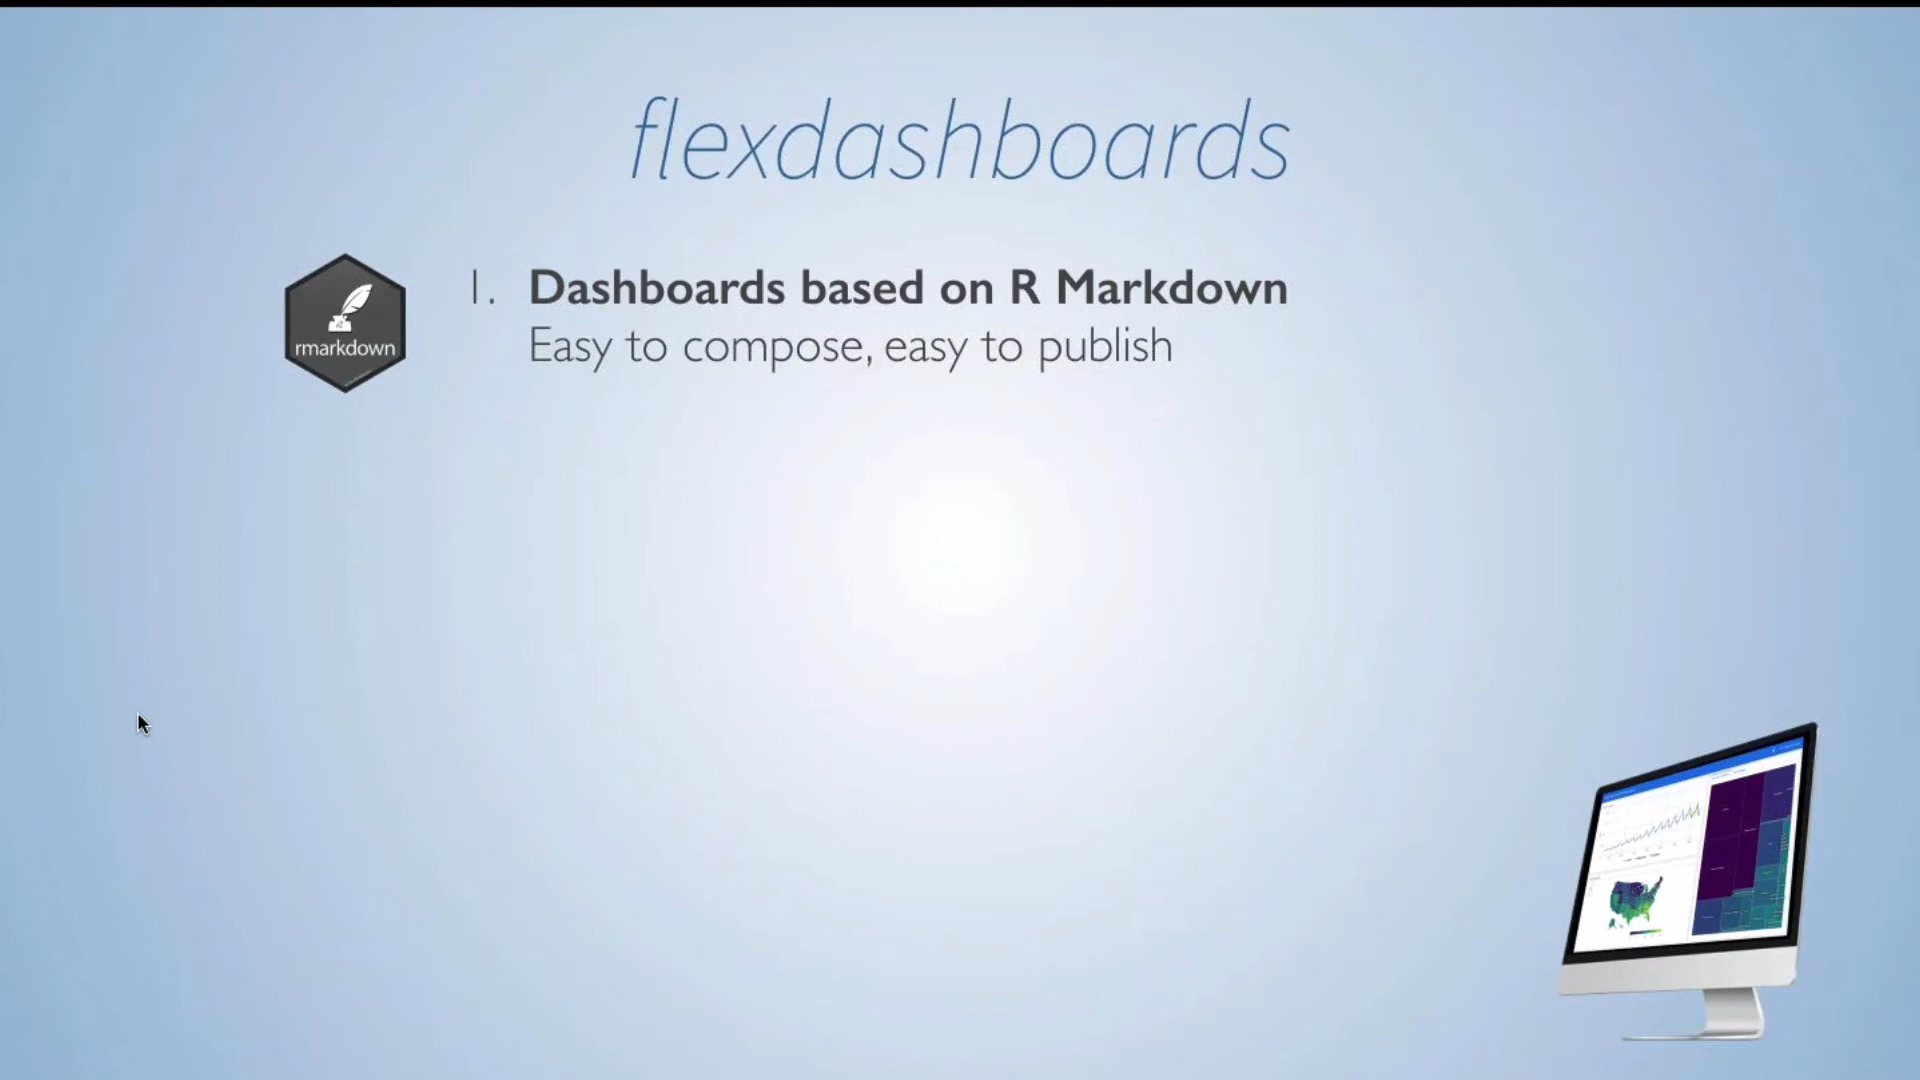 flexdashboards
1. Dashboards based on R Markdown
Easy to compose, easy to publish
rmarkdown